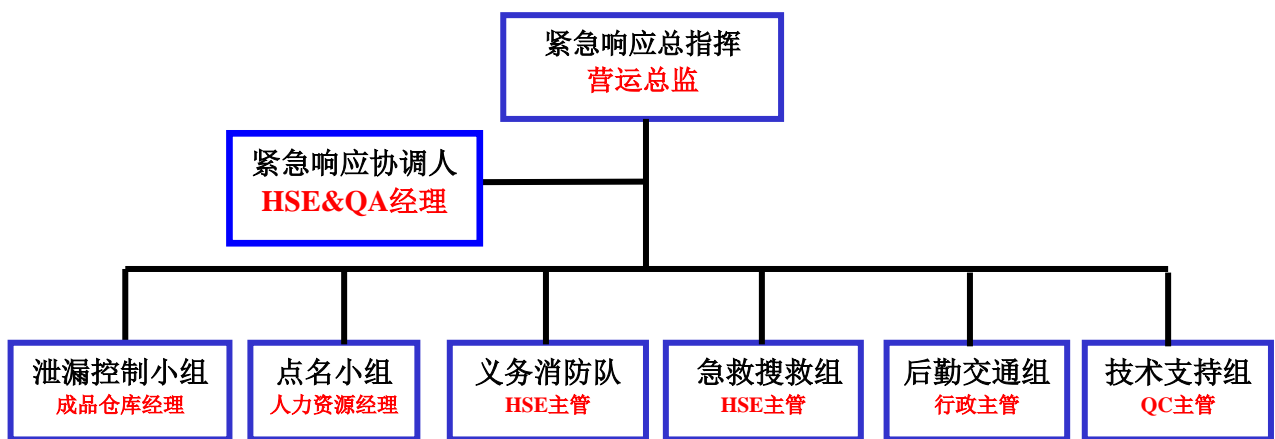 紧急响应总指挥
营运总监
紧急响应协调人
HSE&QA经理
泄漏控制小组
成品仓库经理
点名小组
人力资源经理
义务消防队
HSE主管
急救搜救组
HSE主管
后勤交通组
行政主管
技术支持组
QC主管